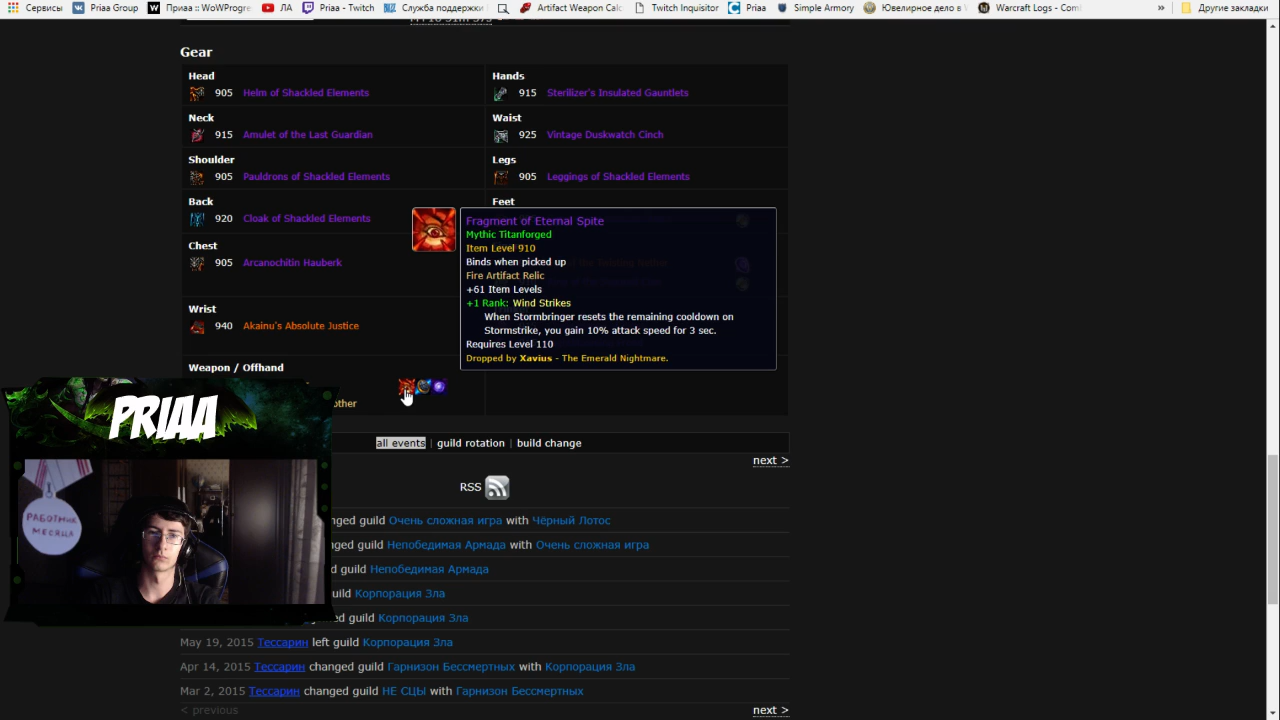 Сервисы Priaa Group WoWProgre ЛА Priaa - Twitch Служба поддержки Artifact Weapon Calc Twitch Inquisitor Priaa Simple Armory Ювелирное дело в Warcraft Logs - Comb » Другие закладки
Gear
Head
905 Helm of Shackled Elements
Hands
915 Sterilizer's Insulated Gauntlets
Neck
915 Amulet of the Last Guardian
Waist
925 Vintage Duskwatch Cinch
Shoulder
905 Pauldrons of Shackled Elements
Legs
905 Leggings of Shackled Elements
Back
920 Cloak of Shackled Elements
Feet
Chest
905 Arcanochitin Hauberk
Wrist
940 Akainu's Absolute Justice
Weapon / Offhand
other
Fragment of Eternal Spite
Mythic Titanforged
Item Level 910
Binds when picked up
Fire Artifact Relic
+61 Item Levels
+1 Rank: Wind Strikes
When Stormbringer resets the remaining cooldown on
Stormstrike, you gain 10% attack speed for 3 sec.
Requires Level 110
Dropped by Xavius - The Emerald Nightmare.
all events | guild rotation | build change
next >
RSS
nged guild Очень сложная игра with Чёрный Лотос
nged guild Непобедимая Армада with Очень сложная игра
d guild Непобедимая Армада
guild Корпорация Зла
ed guild Корпорация Зла
May 19, 2015 Тессарин left guild Корпорация Зла
Apr 14, 2015 Тессарин changed guild Гарнизон Бессмертных with Корпорация Зла
Mar 2, 2015 Тессарин changed guild НЕ СЦЫ with Гарнизон Бессмертных
< previous
next >
PRIAA
РАБОТНИК
МЕСЯЦА